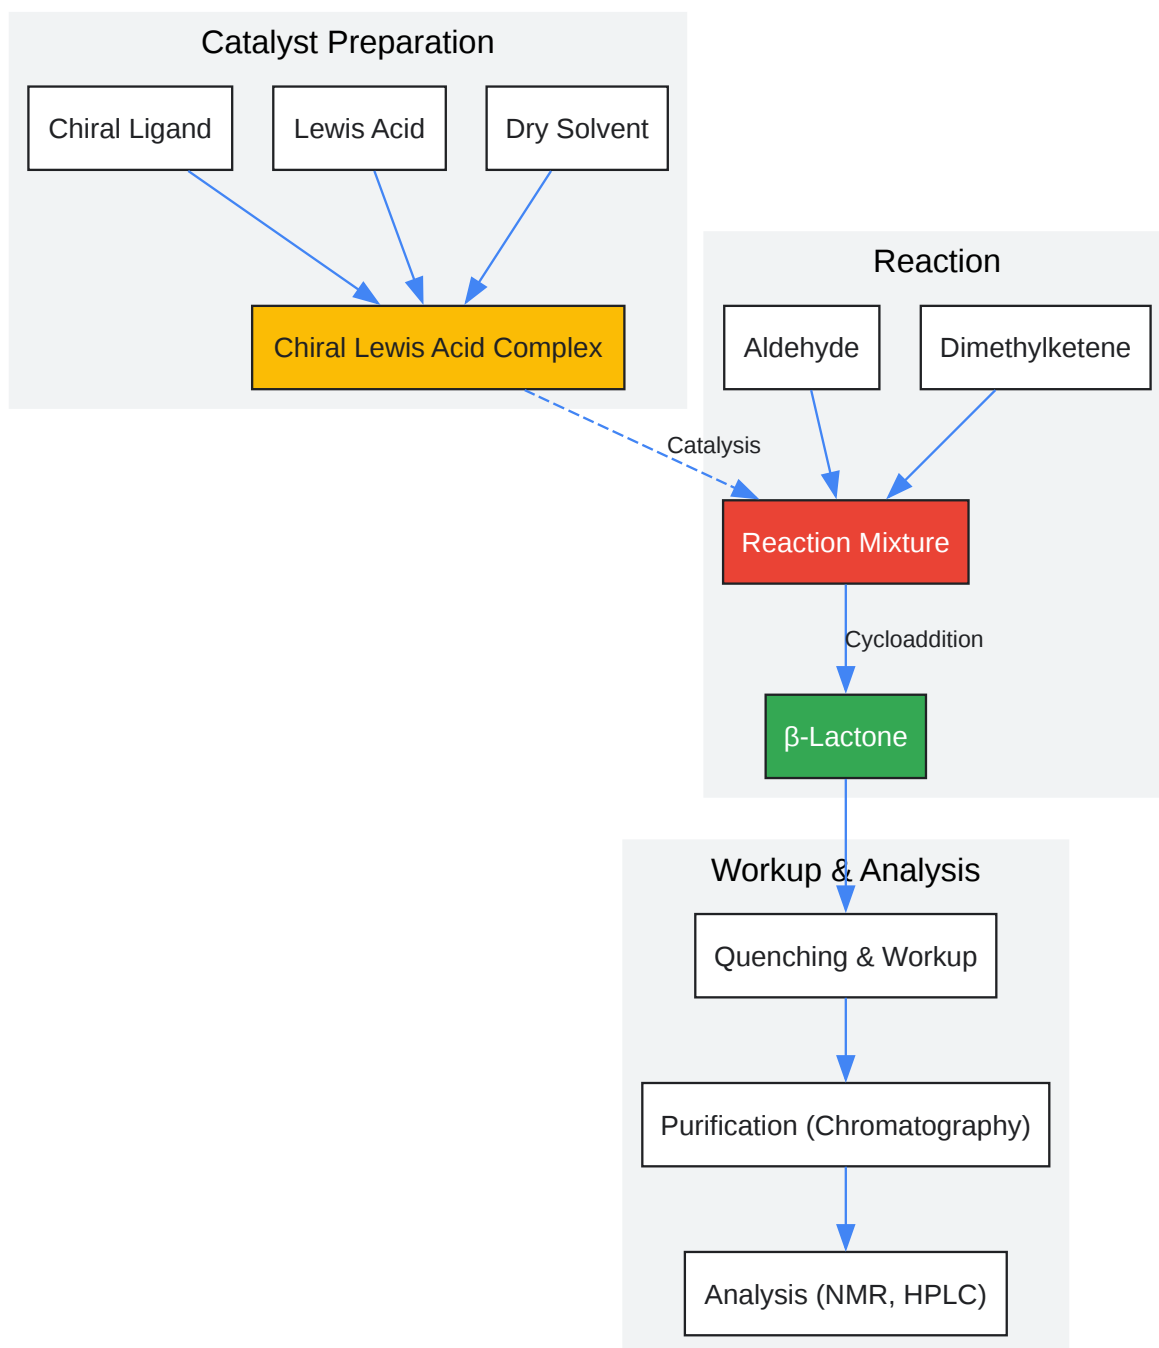 Catalyst Preparation
Chiral Ligand
Lewis Acid
Dry Solvent
Chiral Lewis Acid Complex
Reaction
Aldehyde
Dimethylketene
Catalysis
Reaction Mixture
Cycloaddition
β-Lactone
Workup & Analysis
Quenching & Workup
Purification (Chromatography)
Analysis (NMR, HPLC)